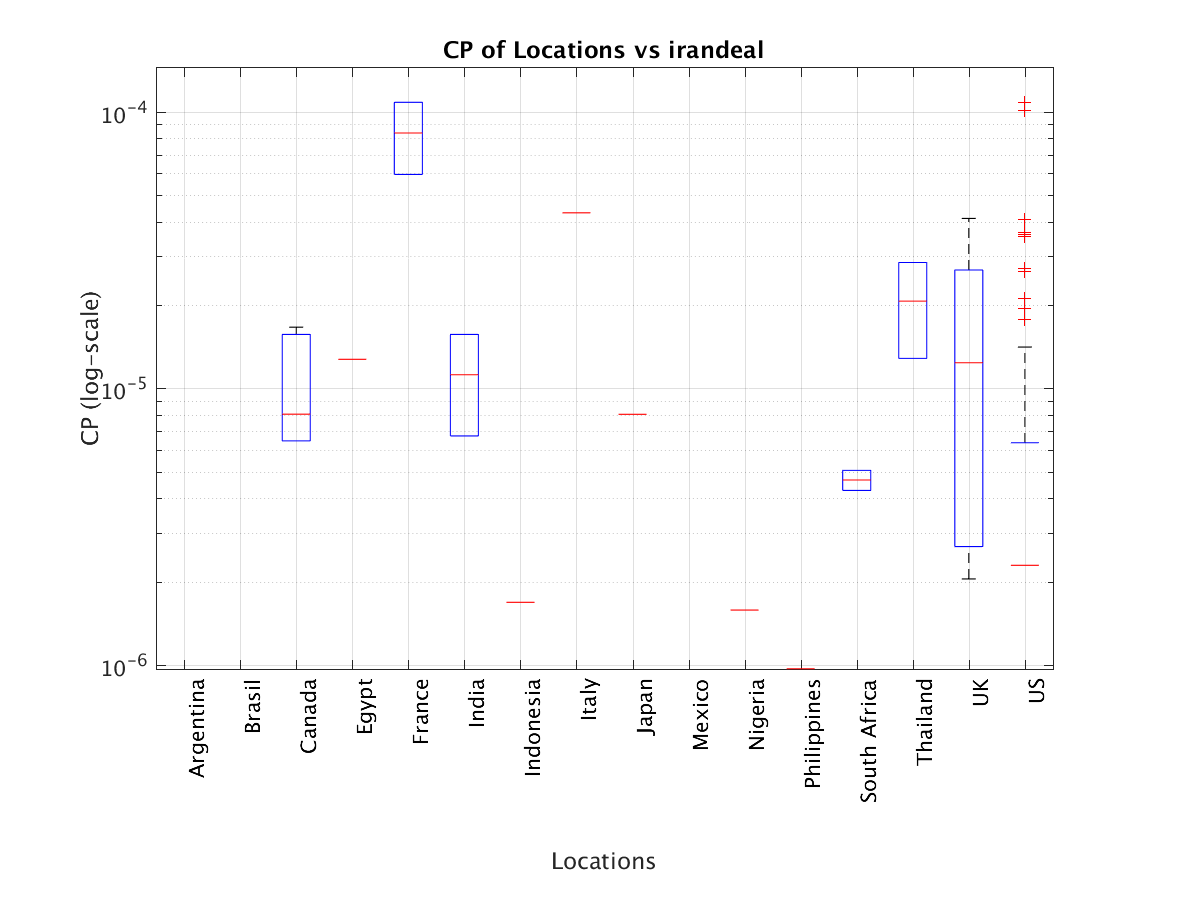 CP of Locations vs irandeal
10^-4
10^-5
10^-6
CP (log-scale)
Argentina
Brasil
Canada
Egypt
France
India
Indonesia
Italy
Japan
Mexico
Nigeria
Philippines
South Africa
Thailand
UK
US
Locations